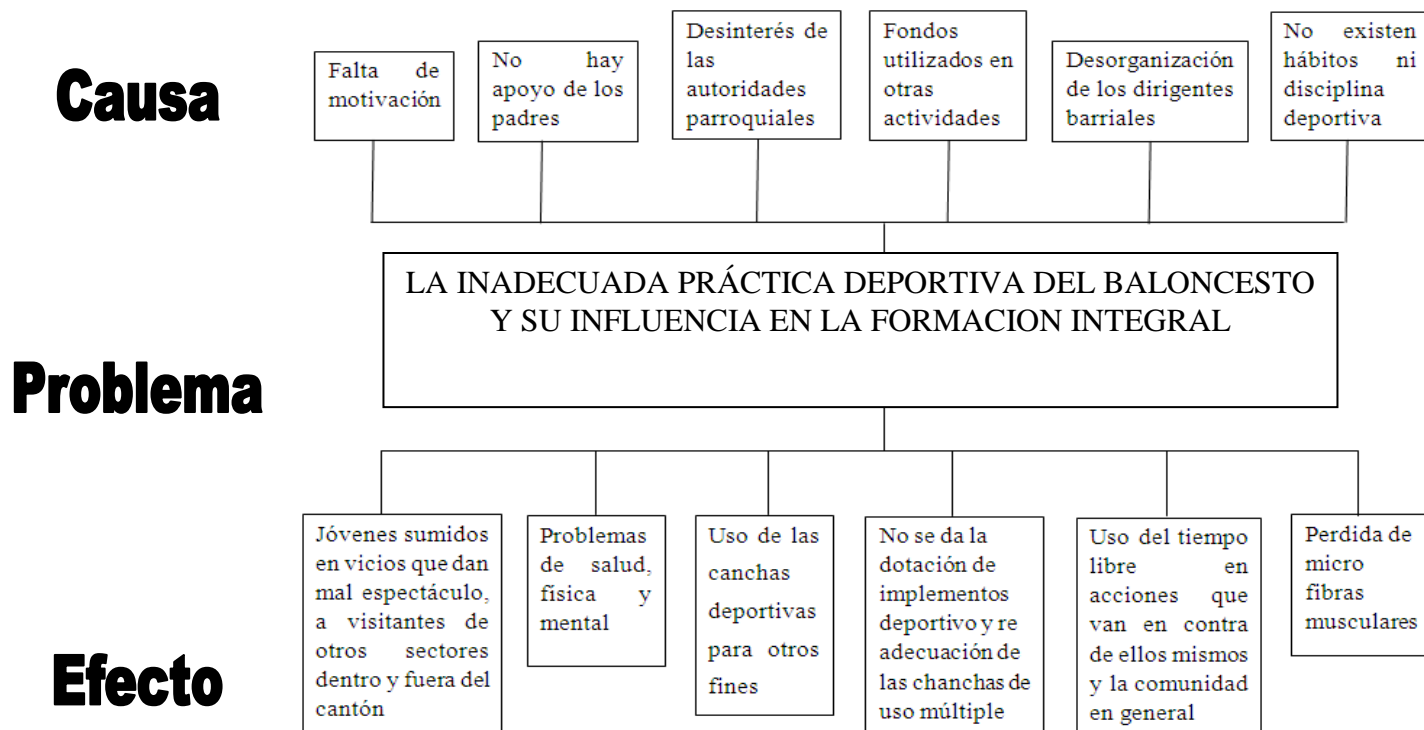 Causa
Falta de
motivación
No hay
apoyo de los
padres
Desinterés de
las
autoridades
parroquiales
Fondos
utilizados en
otras
actividades
Desorganización
de los dirigentes
barriales
No existen
hábitos ni
disciplina
deportiva
Problema
LA INADECUADA PRÁCTICA DEPORTIVA DEL BALONCESTO
Y SU INFLUENCIA EN LA FORMACION INTEGRAL
Efecto
Jóvenes sumidos
en vicios que dan
mal espectáculo,
a visitantes de
otros sectores
dentro y fuera del
cantón
Problemas
de salud,
física y
mental
Uso de las
canchas
deportivas
para otros
fines
No se da la
dotación de
implementos
deportivo y re
adecuación de
las chanchas de
uso múltiple
Uso del tiempo
libre en
acciones que
van en contra
de ellos mismos
y la comunidad
en general
Perdida de
micro
fibras
musculares